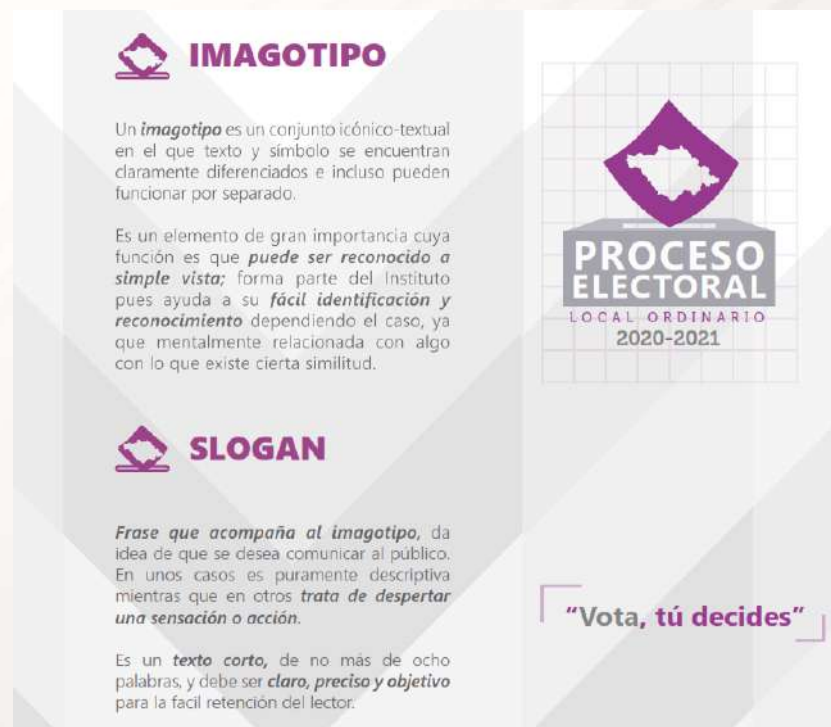 IMAGOTIPO
Un imagotipo es un conjunto icónico-textual
en el que texto y símbolo se encuentran
claramente diferenciados e incluso pueden
funcionar por separado.
Es un elemento de gran importancia cuya
función es que puede ser reconocido a
simple vista; forma parte del Instituto
pues ayuda a su fácil identificación y
reconocimiento dependiendo el caso, ya
que mentalmente relacionada con algo
con lo que existe cierta similitud.
PROCESO
ELECTORAL
LOCAL ORDINARIO
2020-2021
SLOGAN
Frase que acompaña al imagotipo, da
idea de que se desea comunicar al público.
En unos casos es puramente descriptiva
mientras que en otros trata de despertar
una sensación o acción.
Es un texto corto, de no más de ocho
palabras, y debe ser claro, preciso y objetivo
para la facil retención del lector.
“Vota, tú decides”